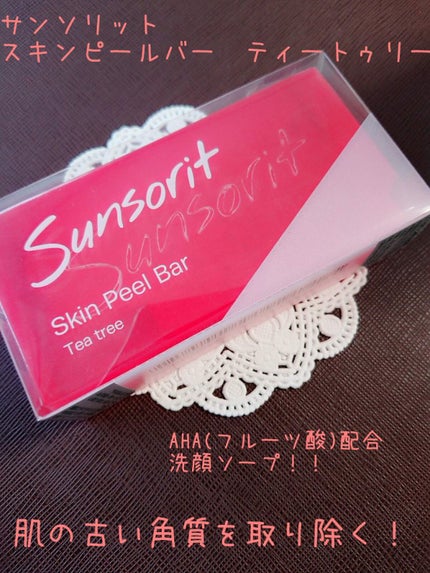 サンソリット
スキンピールバー　ティートゥリー
Sunsorit
Sunsorit
Skin Peel Bar
Tea tree
AHA(フルーツ酸)配合
洗顔ソープ！！
肌の古い角質を取り除く！